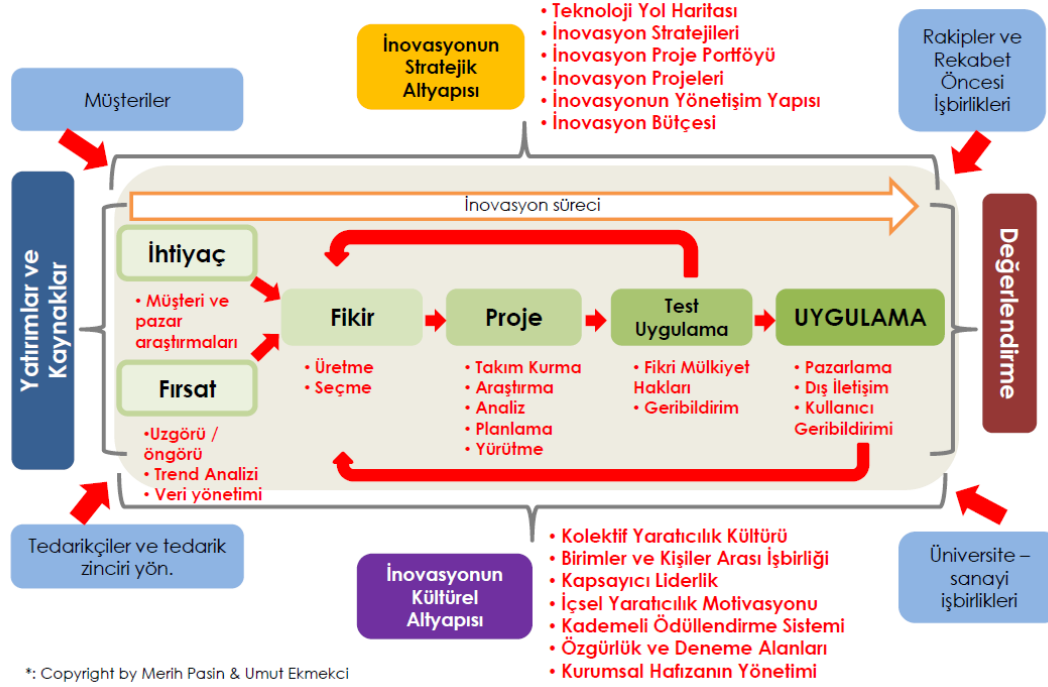 • Teknoloji Yol Haritası
• İnovasyon Stratejileri
• İnovasyon Proje Portföyü
• İnovasyon Projeleri
• İnovasyonun Yönetişim Yapısı
• İnovasyon Bütçesi
İnovasyonun
Stratejik
Altyapısı
Müşteriler
Rakipler ve
Rekabet
Öncesi
İşbirlikleri
Yatırımlar ve
Kaynaklar
İnovasyon süreci
Değerlendirme
İhtiyaç
• Müşteri ve
pazar
araştırmaları
Fırsat
•Uzgörü /
öngörü
• Trend Analizi
• Veri yönetimi
Fikir
• Üretme
• Seçme
Proje
• Takım Kurma
• Araştırma
• Analiz
• Planlama
• Yürütme
Test
Uygulama
• Fikri Mülkiyet
Hakları
• Geribildirim
UYGULAMA
• Pazarlama
• Dış İletişim
• Kullanıcı
Geribildirimi
Tedarikçiler ve tedarik
zinciri yön.
İnovasyonun
Kültürel
Altyapısı
• Kolektif Yaratıcılık Kültürü
• Birimler ve Kişiler Arası İşbirliği
• Kapsayıcı Liderlik
• İçsel Yaratıcılık Motivasyonu
• Kademeli Ödüllendirme Sistemi
• Özgürlük ve Deneme Alanları
• Kurumsal Hafızanın Yönetimi
Üniversite –
sanayi
işbirlikleri
*: Copyright by Merih Pasin & Umut Ekmekci